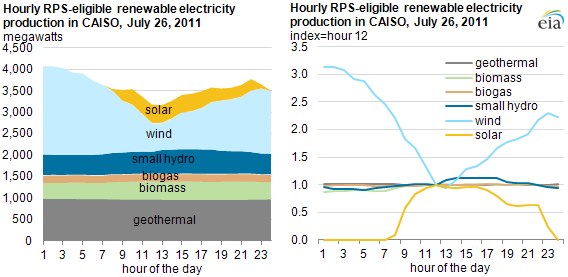 Hourly RPS-eligible renewable electricity
production in CAISO, July 26, 2011
megawatts
4,500
4,000
3,500
3,000
2,500
2,000
1,500
1,000
500
0
solar
wind
small hydro
biogas
biomass
geothermal
1 3 5 7 9 11 13 15 17 19 21 23
hour of the day
Hourly RPS-eligible renewable electricity
production in CAISO, July 26, 2011
index=hour 12
eia
3.5
3.0
2.5
2.0
1.5
1.0
0.5
0.0
geothermal
biomass
biogas
small hydro
wind
solar
1 3 5 7 9 11 13 15 17 19 21 23
hour of the day